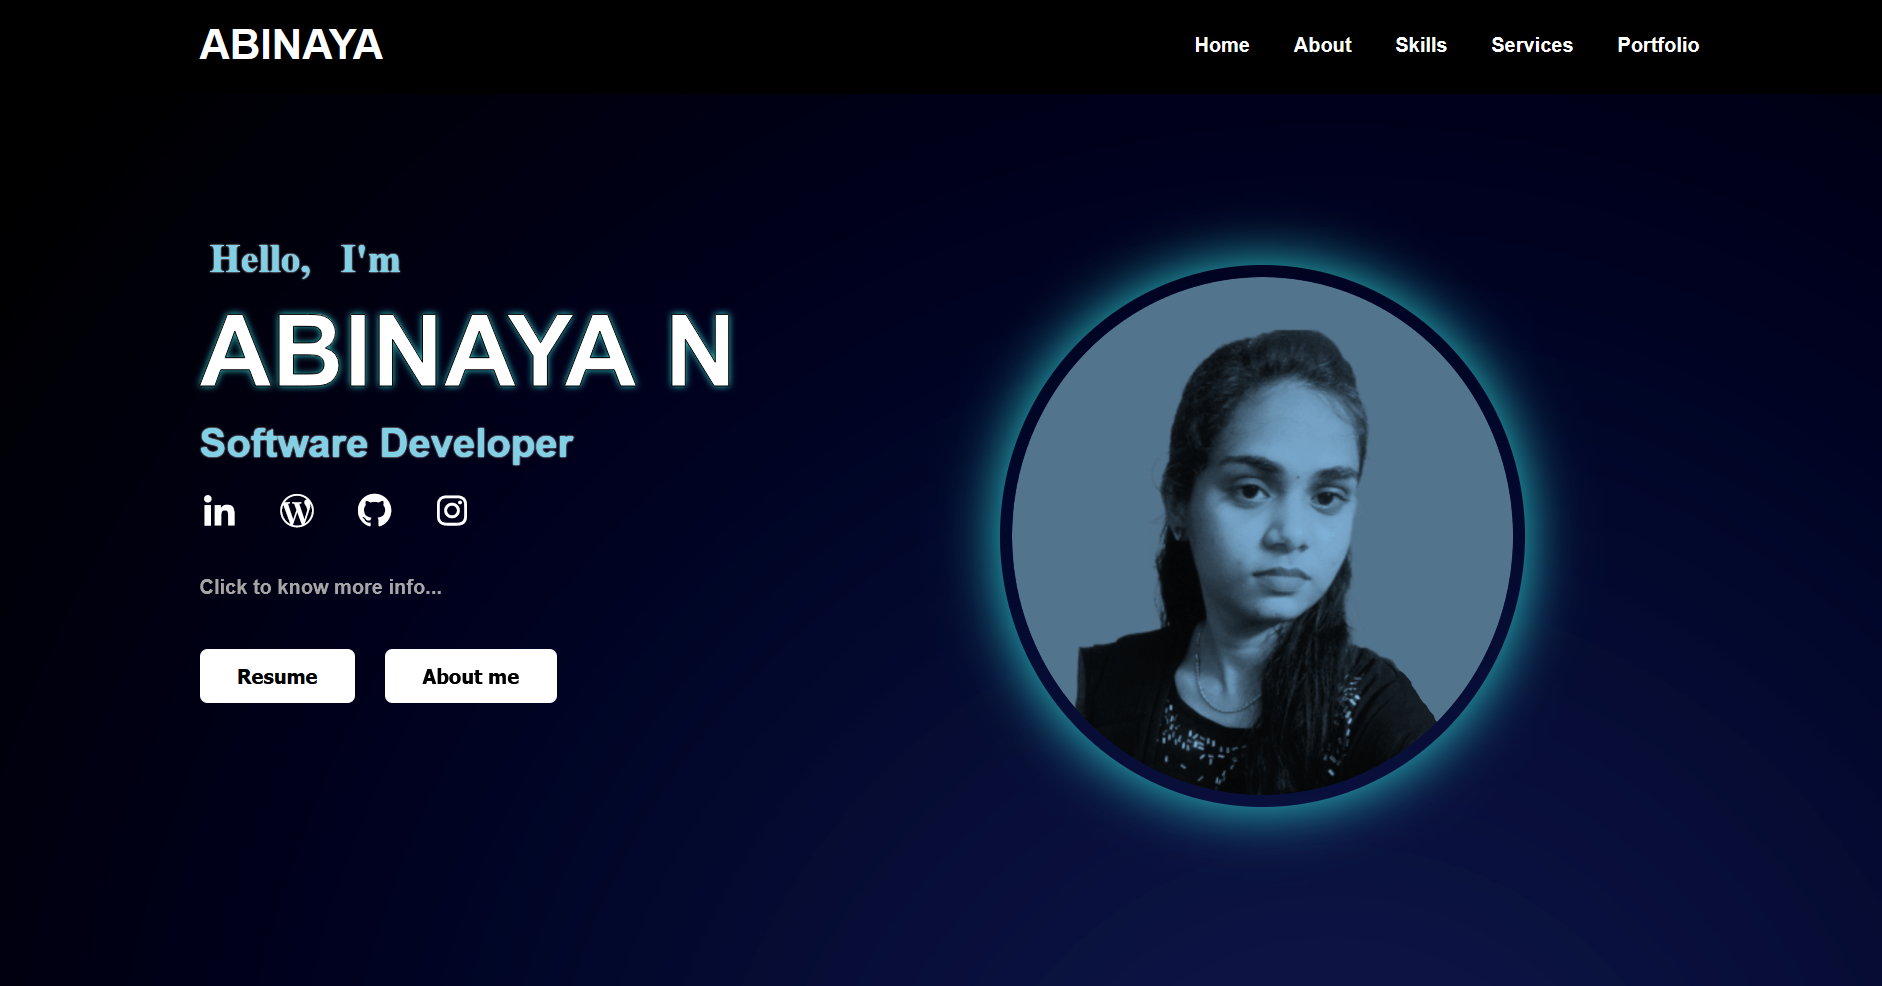 ABINAYA
Home About Skills Services Portfolio
Hello, I'm
ABINAYA N
Software Developer
Click to know more info...
Resume About me